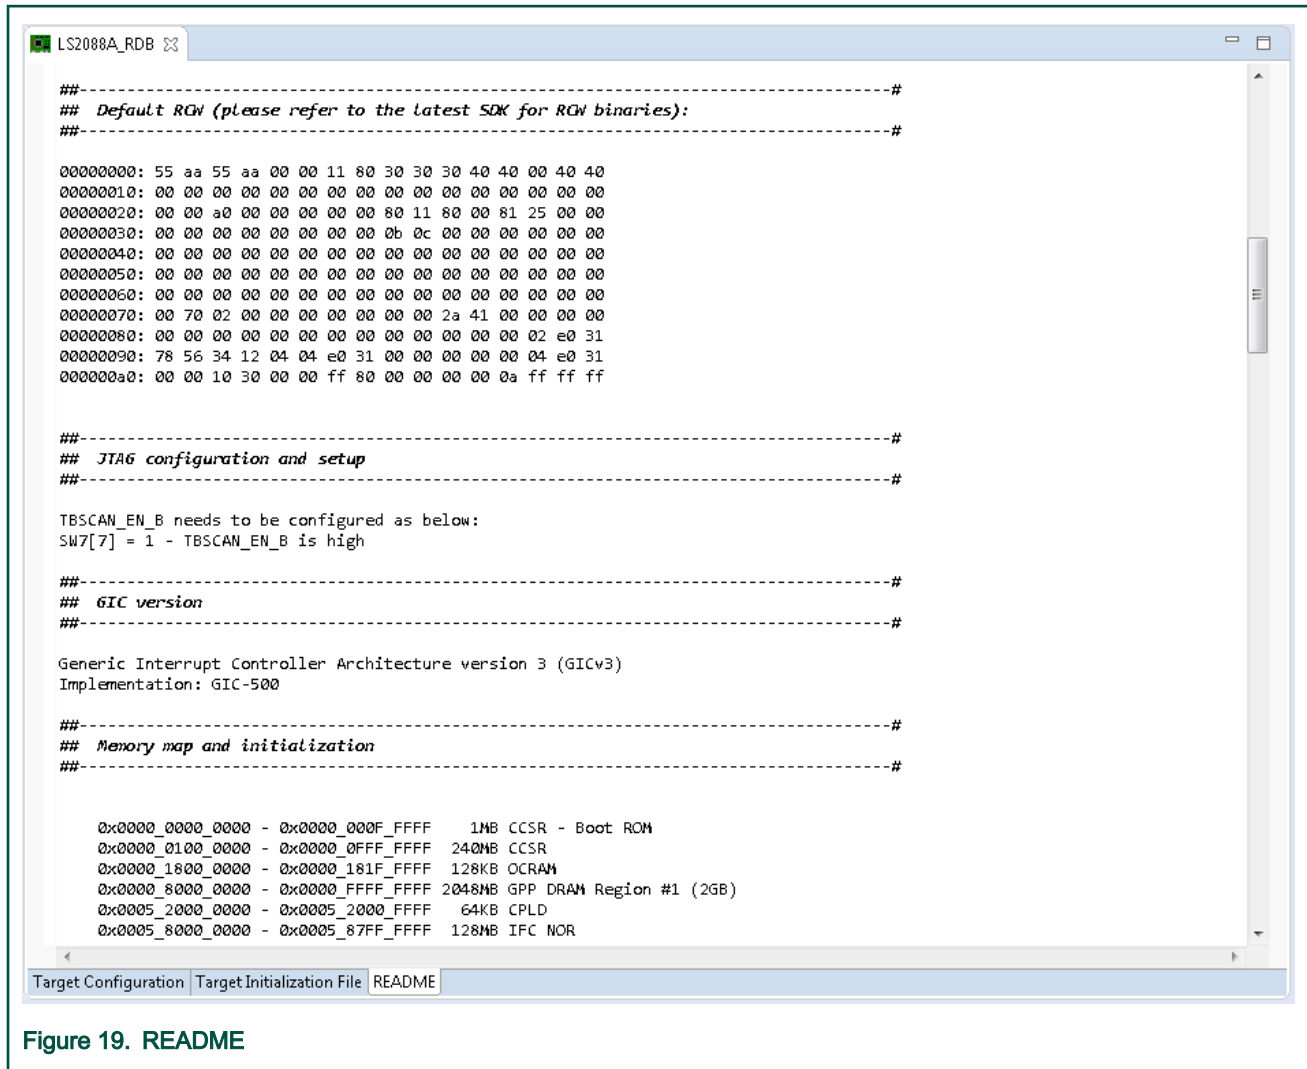 LS2088A_RDB
##-------------------------------------------------------------------------------------#
## Default RCW (please refer to the latest SDK for RCW binaries):
##-------------------------------------------------------------------------------------#
00000000: 55 aa 55 aa 00 00 11 80 30 30 30 40 40 00 40 40
00000010: 00 00 00 00 00 00 00 00 00 00 00 00 00 00 00 00
00000020: 00 00 a0 00 00 00 00 00 80 11 80 00 81 25 00 00
00000030: 00 00 00 00 00 00 00 00 0b 0c 00 00 00 00 00 00
00000040: 00 00 00 00 00 00 00 00 00 00 00 00 00 00 00 00
00000050: 00 00 00 00 00 00 00 00 00 00 00 00 00 00 00 00
00000060: 00 00 00 00 00 00 00 00 00 00 00 00 00 00 00 00
00000070: 00 70 02 00 00 00 00 00 00 00 2a 41 00 00 00 00
00000080: 00 00 00 00 00 00 00 00 00 00 00 00 00 02 e0 31
00000090: 78 56 34 12 04 04 e0 31 00 00 00 00 00 04 e0 31
000000a0: 00 00 10 30 00 00 ff 80 00 00 00 00 0a ff ff ff
##-------------------------------------------------------------------------------------#
## JTAG configuration and setup
##-------------------------------------------------------------------------------------#
TBSCAN_EN_B needs to be configured as below:
SW7[7] = 1 - TBSCAN_EN_B is high
##-------------------------------------------------------------------------------------#
## GIC version
##-------------------------------------------------------------------------------------#
Generic Interrupt Controller Architecture version 3 (GICv3)
Implementation: GIC-500
##-------------------------------------------------------------------------------------#
## Memory map and initialization
##-------------------------------------------------------------------------------------#
0x0000_0000_0000 - 0x0000_000F_FFFF 1MB CCSR - Boot ROM
0x0000_0100_0000 - 0x0000_0FFF_FFFF 240MB CCSR
0x0000_1800_0000 - 0x0000_181F_FFFF 128KB OCRAM
0x0000_8000_0000 - 0x0000_FFFF_FFFF 2048MB GPP DRAM Region #1 (2GB)
0x0005_2000_0000 - 0x0005_2000_FFFF 64KB CPLD
0x0005_8000_0000 - 0x0005_87FF_FFFF 128MB IFC NOR
Target Configuration Target Initialization File README
Figure 19. README